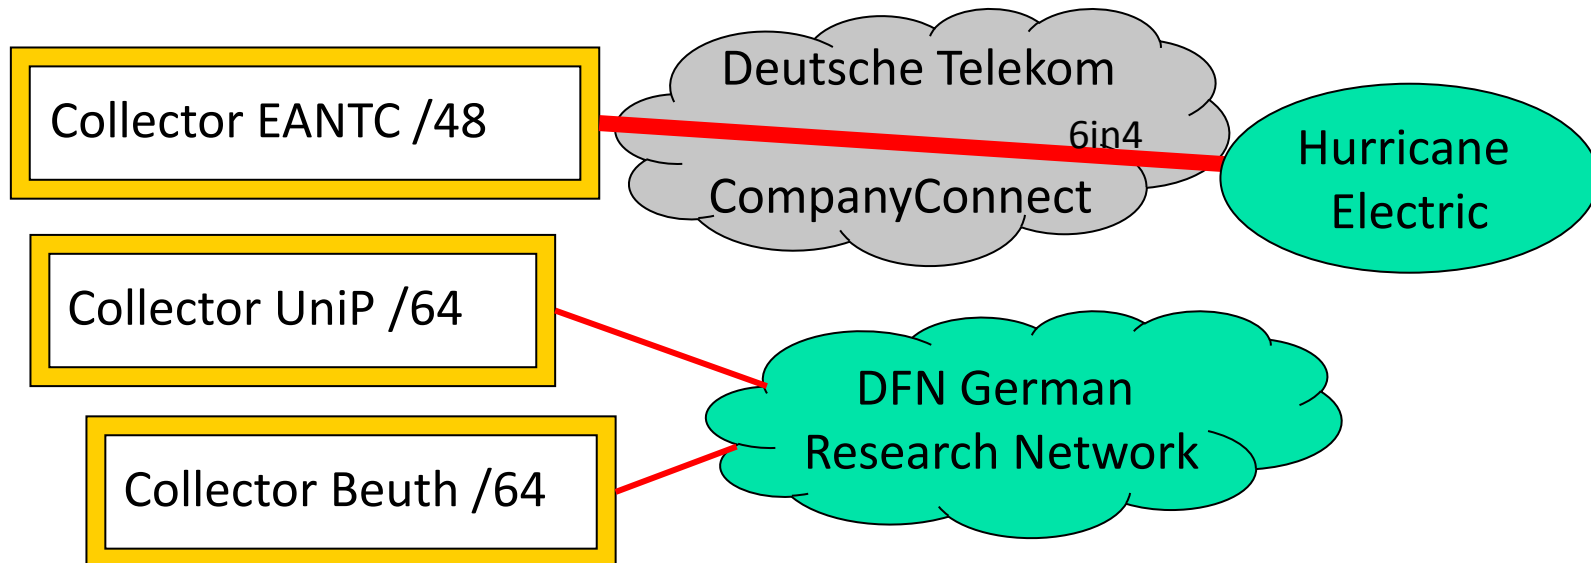 Deutsche Telekom
Collector EANTC /48
6in4
Hurricane
Electric
CompanyConnect
Collector UniP /64
DFN German
Research Network
Collector Beuth /64